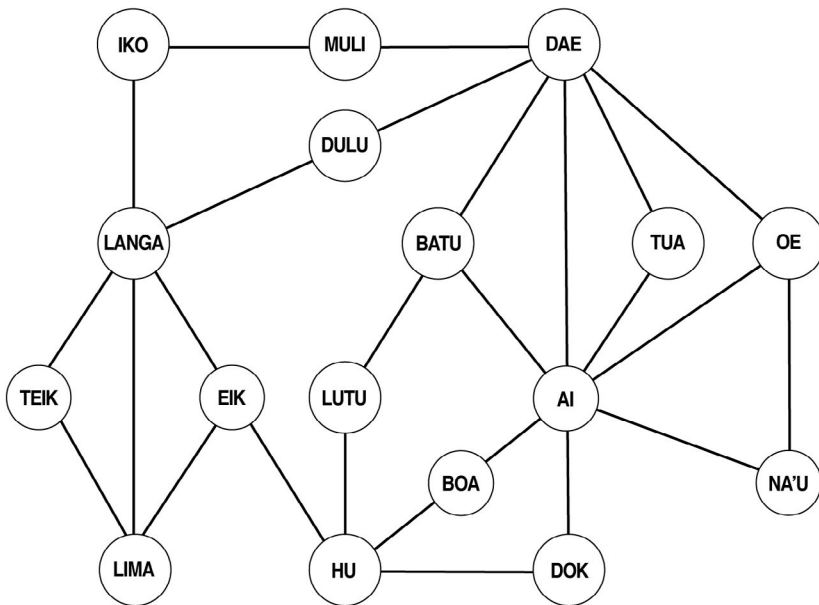 IKO
MULI
DAE
DULU
LANGA
BATU
TUA
OE
TEIK
EIK
LUTU
AI
BOA
NA’U
LIMA
HU
DOK